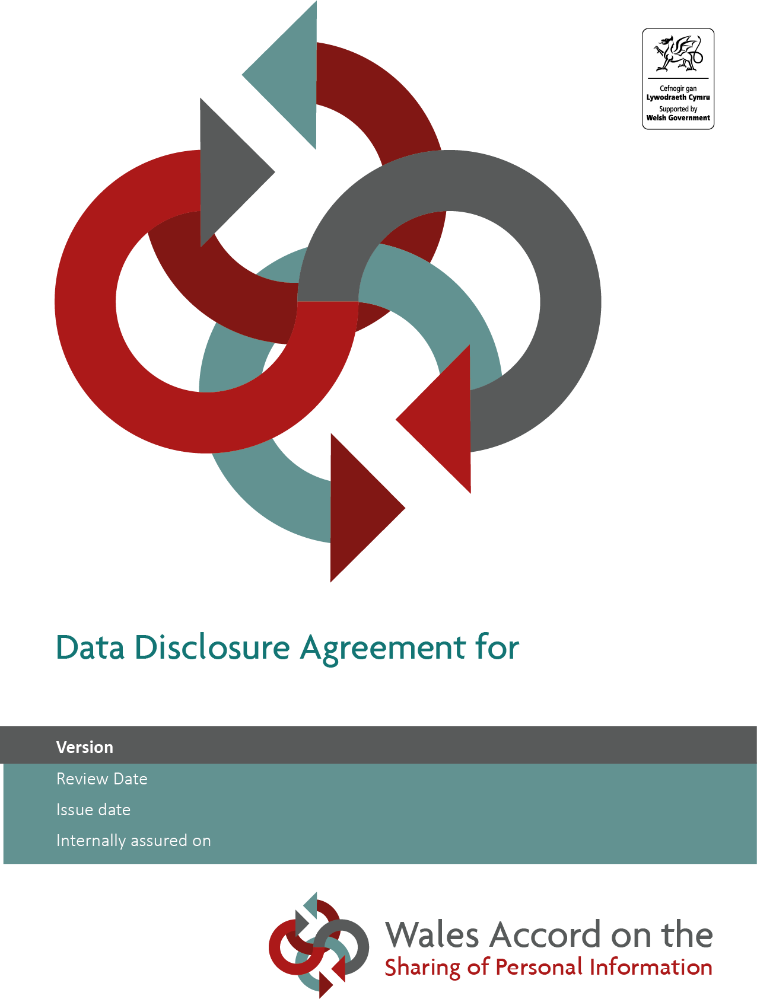 Cefnogir gan
Lywodraeth Cymru
Supported by
Welsh Government
Data Disclosure Agreement for
Version
Review Date
Issue date
Internally assured on
Wales Accord on the
Sharing of Personal Information